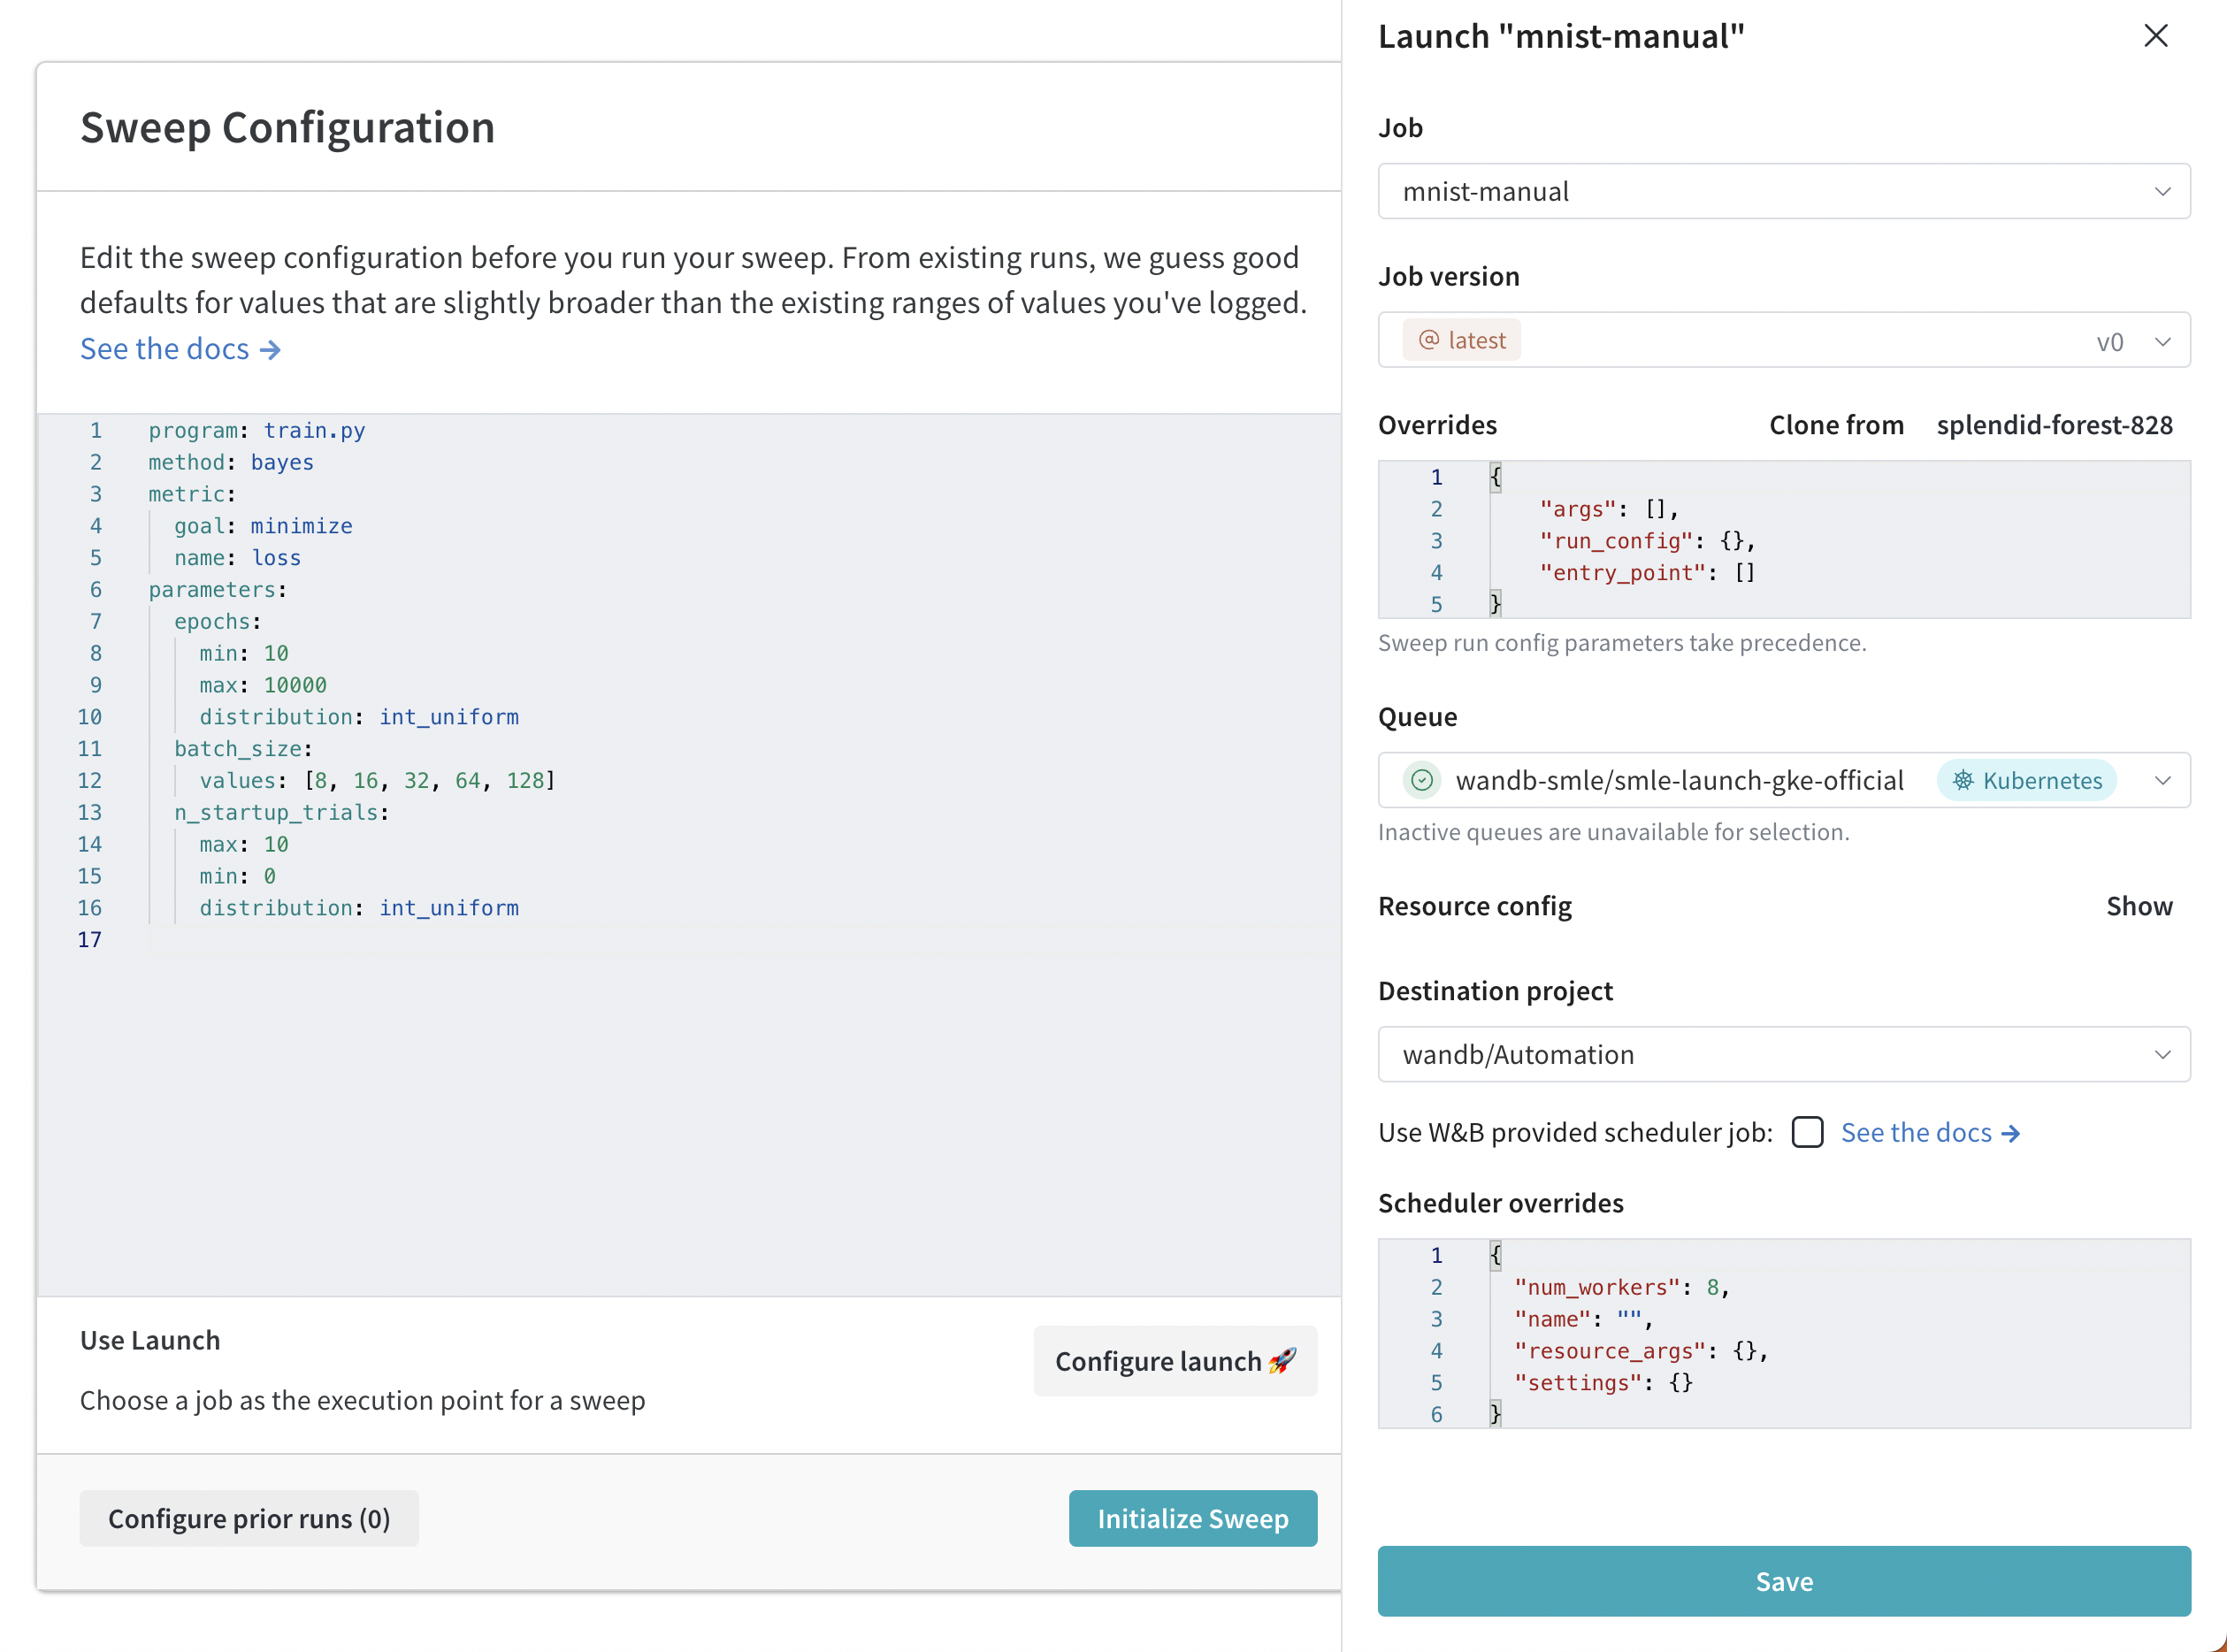 Sweep Configuration
Edit the sweep configuration before you run your sweep. From existing runs, we guess good
defaults for values that are slightly broader than the existing ranges of values you've logged.
See the docs →
1 program: train.py
2 method: bayes
3 metric:
4   goal: minimize
5   name: loss
6 parameters:
7   epochs:
8     min: 10
9     max: 10000
10     distribution: int_uniform
11   batch_size:
12     values: [8, 16, 32, 64, 128]
13   n_startup_trials:
14     max: 10
15     min: 0
16     distribution: int_uniform
17
Use Launch
Choose a job as the execution point for a sweep
Configure launch 🚀
Configure prior runs (0)
Initialize Sweep
Launch "mnist-manual"
Job
mnist-manual
Job version
@ latest v0
Overrides Clone from splendid-forest-828
1 {
2     "args": [],
3     "run_config": {},
4     "entry_point": []
5 }
Sweep run config parameters take precedence.
Queue
wandb-smle/smle-launch-gke-official Kubernetes
Inactive queues are unavailable for selection.
Resource config Show
Destination project
wandb/Automation
Use W&B provided scheduler job: See the docs →
Scheduler overrides
1 {
2   "num_workers": 8,
3   "name": "",
4   "resource_args": {},
5   "settings": {}
6 }
Save